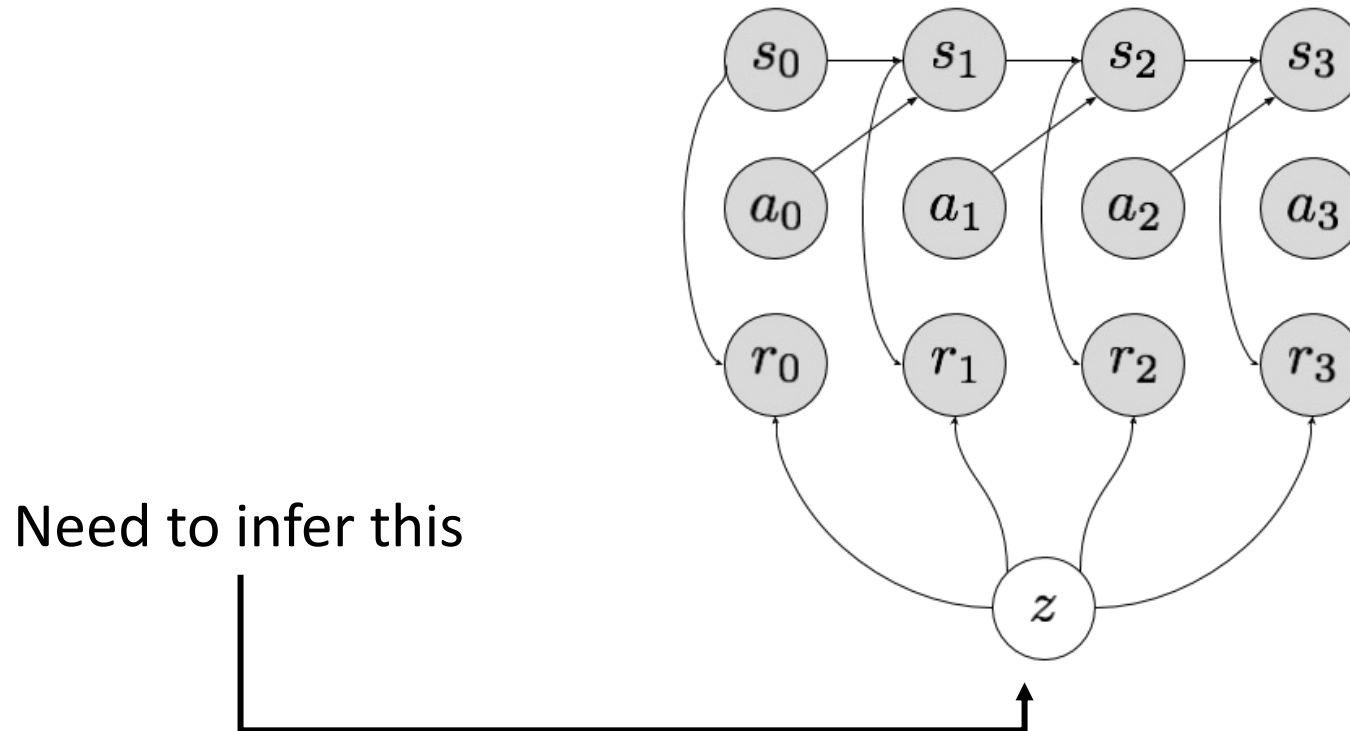 s₀ s₁ s₂ s₃
a₀ a₁ a₂ a₃
r₀ r₁ r₂ r₃
Need to infer this
z